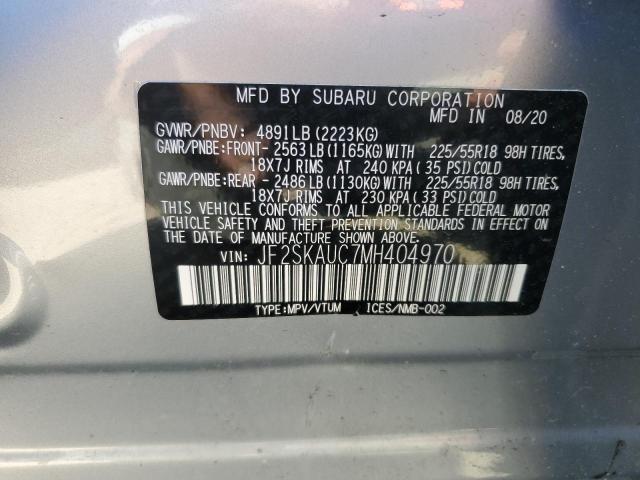 MFD BY SUBARU CORPORATION
MFD IN 08/20
GVWR/PNBV: 4891LB(2223KG)
GAWR/PNBE:FRONT- 2563LB(1165KG)WITH 225/55R18 98H TIRES,
18X7J RIMS AT 240 KPA(35 PSI)COLD
GAWR/PNBE:REAR - 2486LB(1130KG)WITH 225/55R18 98H TIRES,
18X7J RIMS AT 230 KPA(33 PSI)COLD
THIS VEHICLE CONFORMS TO ALL APPLICABLE FEDERAL MOTOR
VEHICLE SAFETY AND THEFT PREVENTION STANDARDS IN EFFECT ON
THE DATE OF MANUFACTURE SHOWN ABOVE.
VIN: JF2SKAUC7MH404970
TYPE:MPV/VTUM ICES/NMB-002